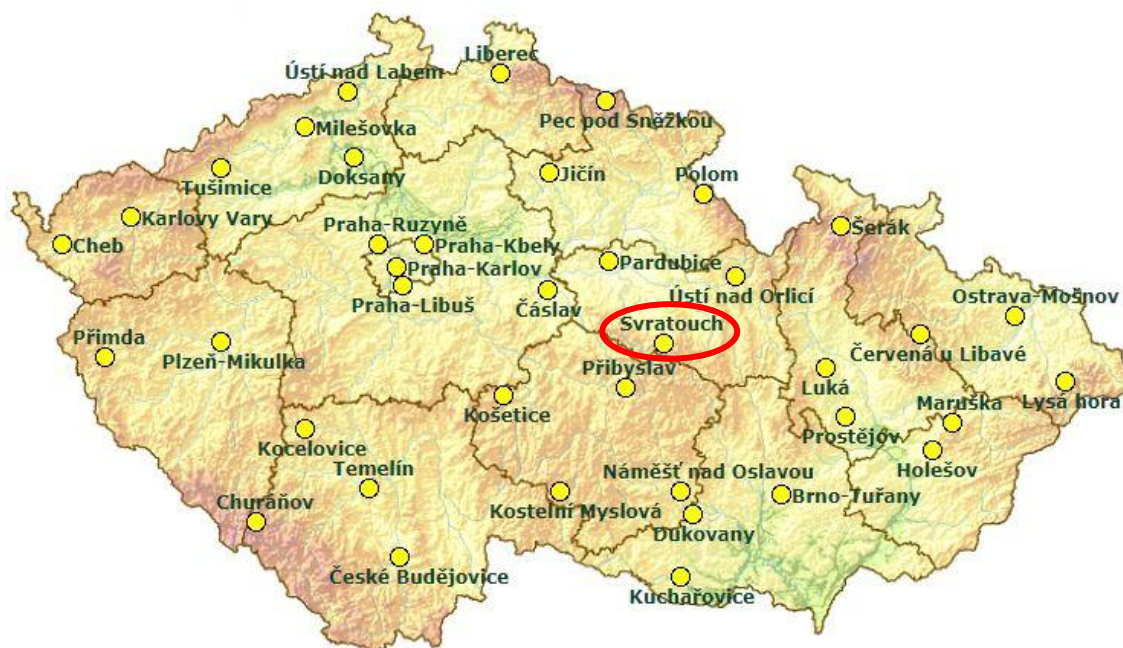 Liberec
Ústí nad Labem
Milešovka
Pec pod Sněžkou
Doksany
Jičín
Tušimice
Polom
Karlovy Vary
Šerák
Praha-Ruzyně
Cheb
Praha-Kbely
Pardubice
Praha-Karlov
Praha-Libuš
Čáslav
Ústí nad Orlicí
Ostrava-Mošnov
Svratouch
Přimda
Plzeň-Mikulka
Červená u Libavé
Přibyslav
Luká
Lysá hora
Košetice
Maruška
Prostějov
Kocelovice
Holešov
Temelín
Náměšť nad Oslavou
Brno-Tuřany
Churáňov
Kostelní Myslová
Dukovany
České Budějovice
Kuchařovice